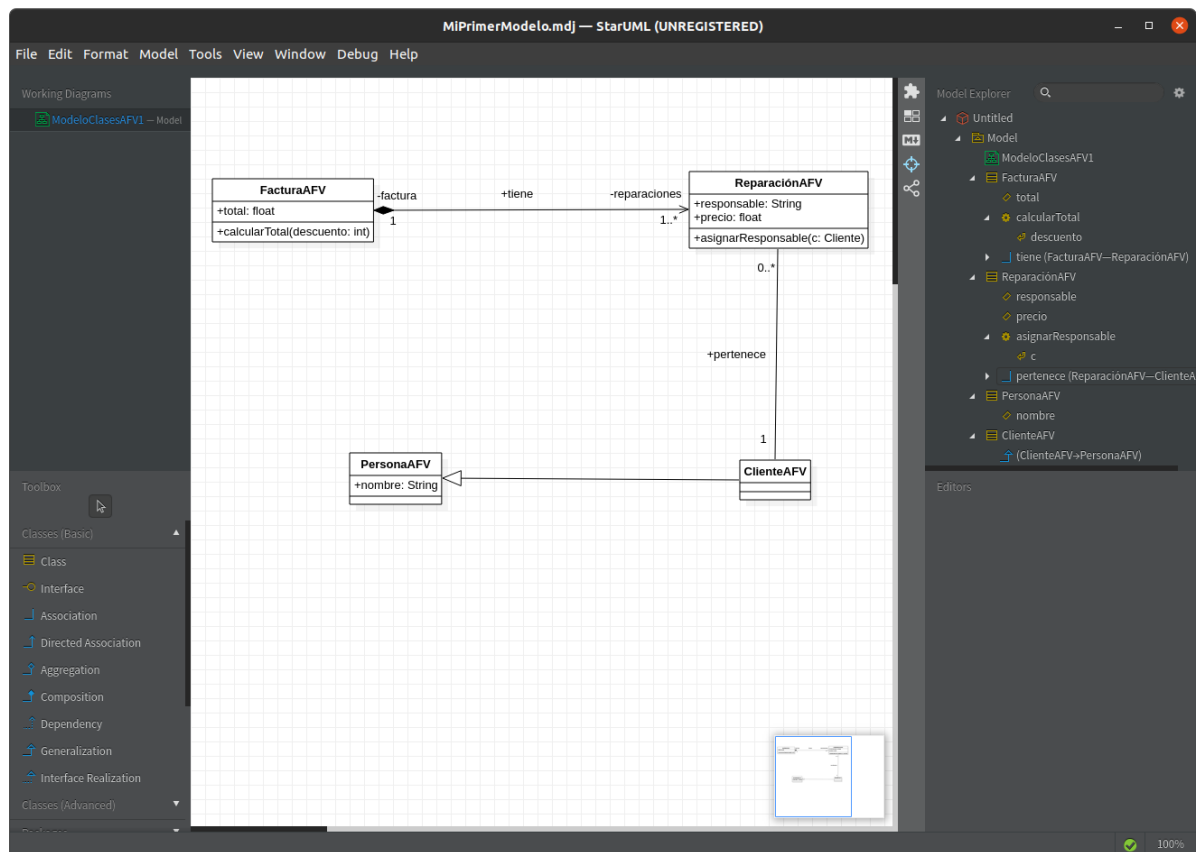 MiPrimerModelo.mdj — StarUML (UNREGISTERED)
File Edit Format Model Tools View Window Debug Help
Working Diagrams
ModeloClasesAFV1 — Model
Toolbox
Classes (Basic)
Class
Interface
Association
Directed Association
Aggregation
Composition
Dependency
Generalization
Interface Realization
Classes (Advanced)
FacturaAFV
+total: float
+calcularTotal(descuento: int)
-factura
1
+tiene
-reparaciones
1..*
ReparaciónAFV
+responsable: String
+precio: float
+asignarResponsable(c: Cliente)
0..*
+pertenece
1
PersonaAFV
+nombre: String
ClienteAFV
M
Model Explorer
Untitled
Model
ModeloClasesAFV1
FacturaAFV
total
calcularTotal
descuento
tiene (FacturaAFV—ReparaciónAFV)
ReparaciónAFV
responsable
precio
asignarResponsable
c
pertenece (ReparaciónAFV—ClienteA
PersonaAFV
nombre
ClienteAFV
(ClienteAFV→PersonaAFV)
Editors
100%